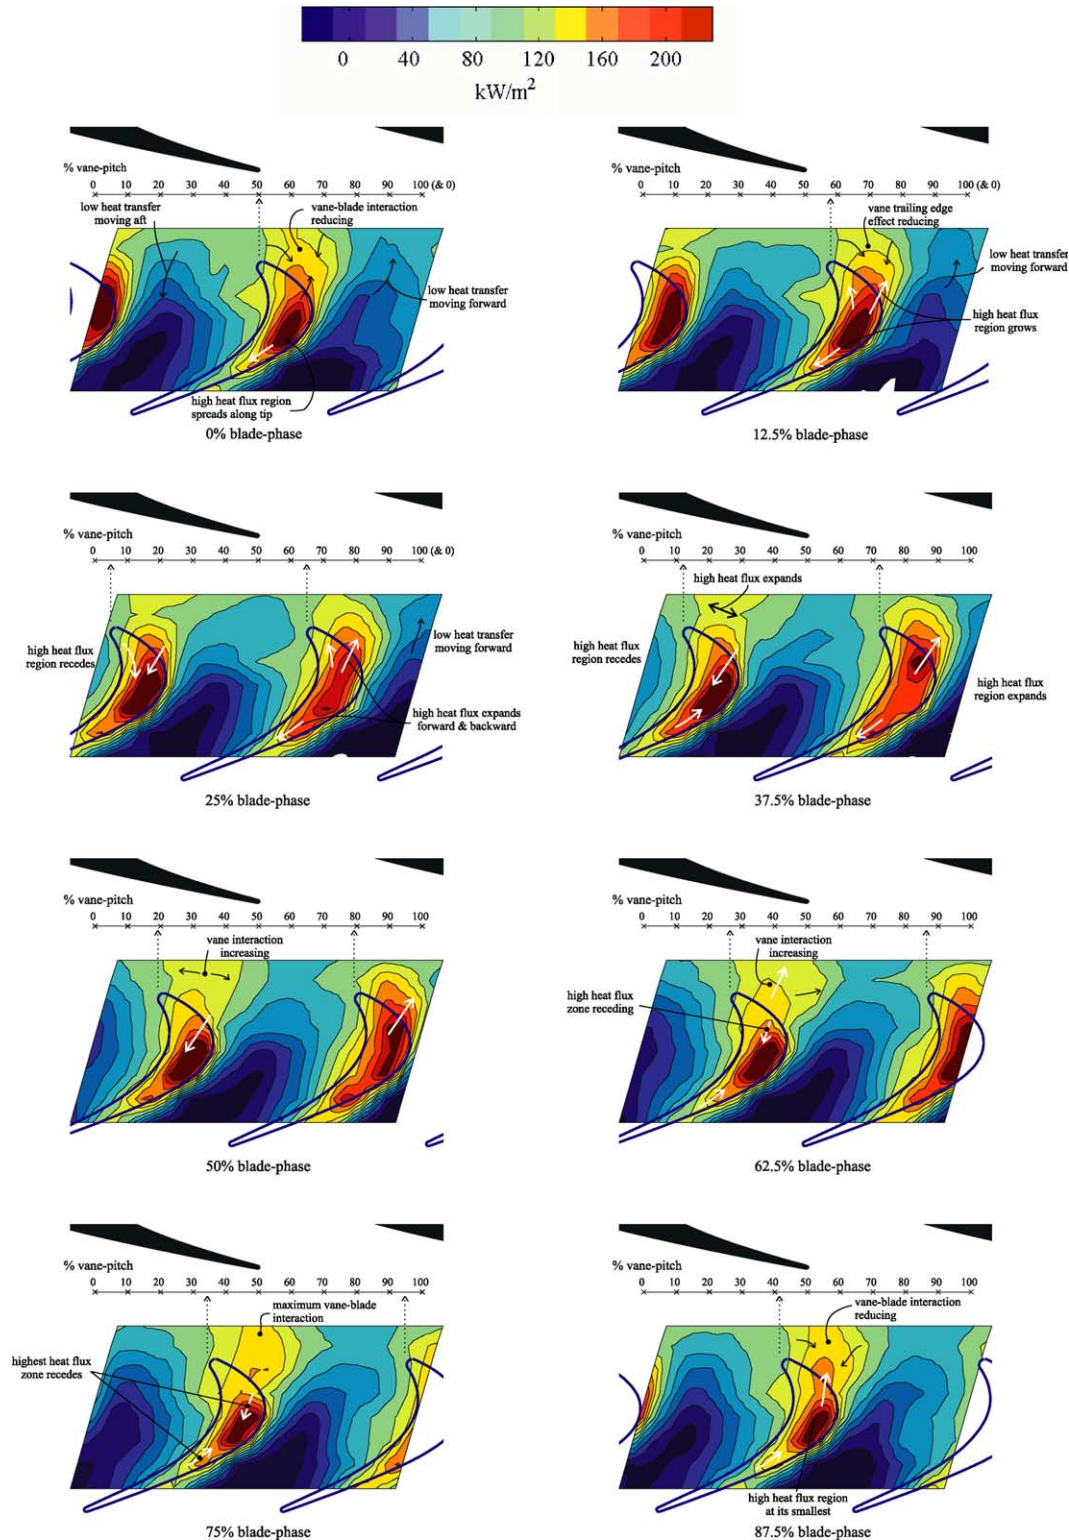 0 40 80 120 160 200
kW/m²
% vane-pitch
0 10 20 30 40 50 60 70 80 90 100 (& 0)
low heat transfer
moving aft
vane-blade interaction
reducing
low heat transfer
moving forward
high heat flux region
spreads along tip
0% blade-phase
0 10 20 30 40 50 60 70 80 90 100 (& 0)
% vane-pitch
vane trailing edge
effect reducing
low heat transfer
moving forward
high heat flux
region grows
12.5% blade-phase
% vane-pitch
0 10 20 30 40 50 60 70 80 90 100 (& 0)
high heat flux
region recedes
low heat transfer
moving forward
high heat flux expands
forward & backward
25% blade-phase
% vane-pitch
0 10 20 30 40 50 60 70 80 90 100
high heat flux expands
high heat flux
region recedes
high heat flux
region expands
37.5% blade-phase
% vane-pitch
0 10 20 30 40 50 60 70 80 90 100
vane interaction
increasing
50% blade-phase
% vane-pitch
0 10 20 30 40 50 60 70 80 90 100
vane interaction
increasing
high heat flux
zone receding
62.5% blade-phase
% vane-pitch
0 10 20 30 40 50 60 70 80 90 100
maximum vane-blade
interaction
highest heat flux
zone recedes
75% blade-phase
% vane-pitch
0 10 20 30 40 50 60 70 80 90 100
vane-blade interaction
reducing
high heat flux region
at its smallest
87.5% blade-phase